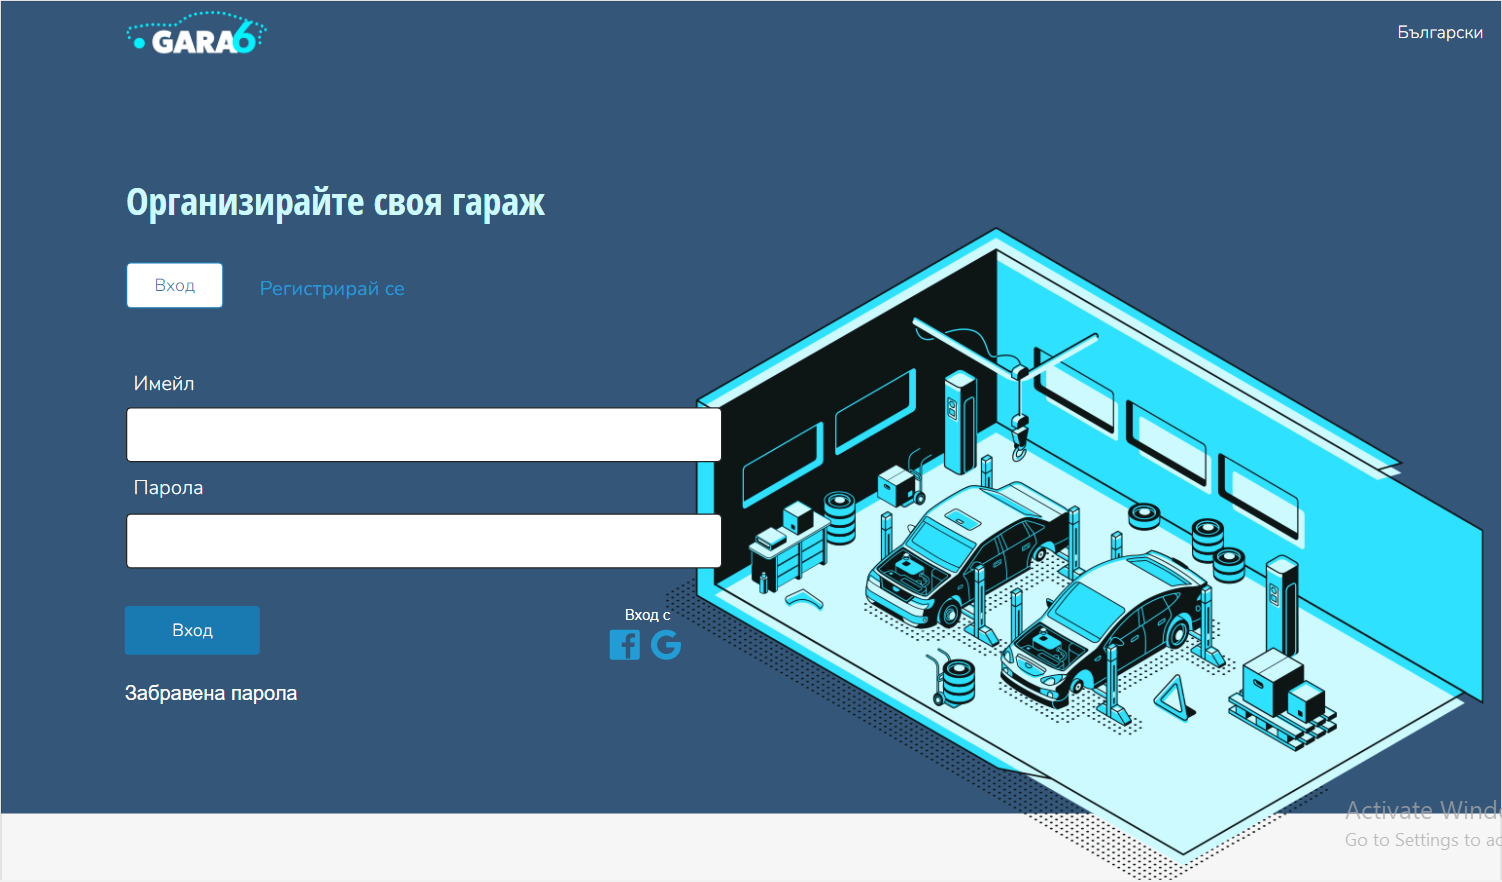 GARA6
Български
Организирайте своя гараж
Вход
Регистрирай се
Имейл
Парола
Вход
Вход с
Забравена парола
Activate Windo
Go to Settings to ac